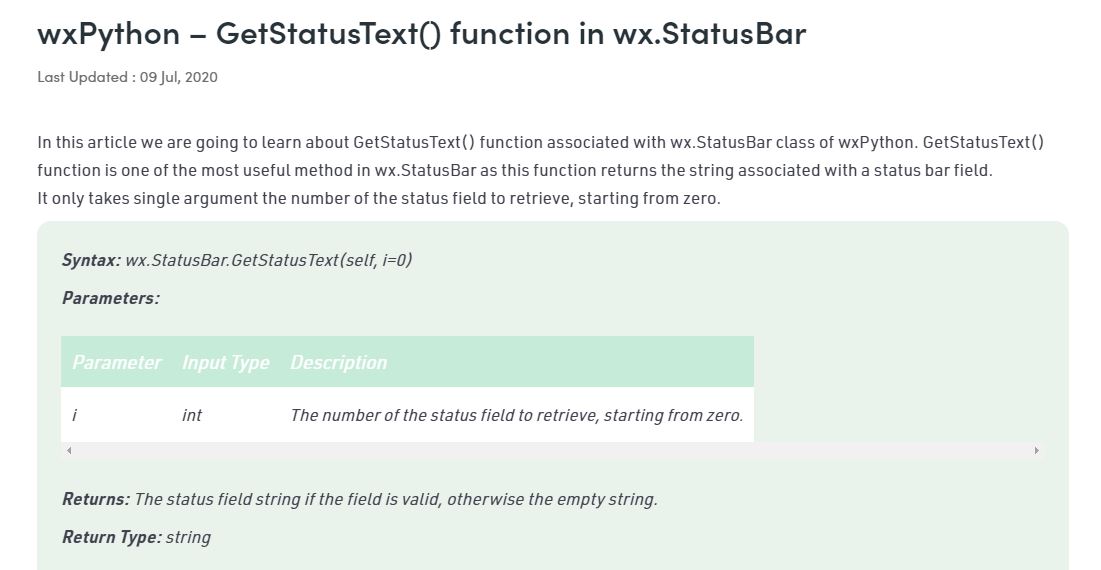 wxPython – GetStatusText() function in wx.StatusBar
Last Updated : 09 Jul, 2020
In this article we are going to learn about GetStatusText() function associated with wx.StatusBar class of wxPython. GetStatusText()
function is one of the most useful method in wx.StatusBar as this function returns the string associated with a status bar field.
It only takes single argument the number of the status field to retrieve, starting from zero.
Syntax: wx.StatusBar.GetStatusText(self, i=0)
Parameters:
Parameter Input Type Description
i int The number of the status field to retrieve, starting from zero.
Returns: The status field string if the field is valid, otherwise the empty string.
Return Type: string